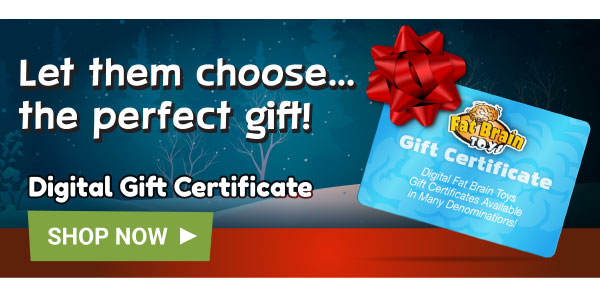 Let them choose...
the perfect gift!
Digital Gift Certificate
SHOP NOW
Fat Brain
TOYS
Gift Certificate
Digital Fat Brain Toys
Gift Certificates Available
in Many Denominations!